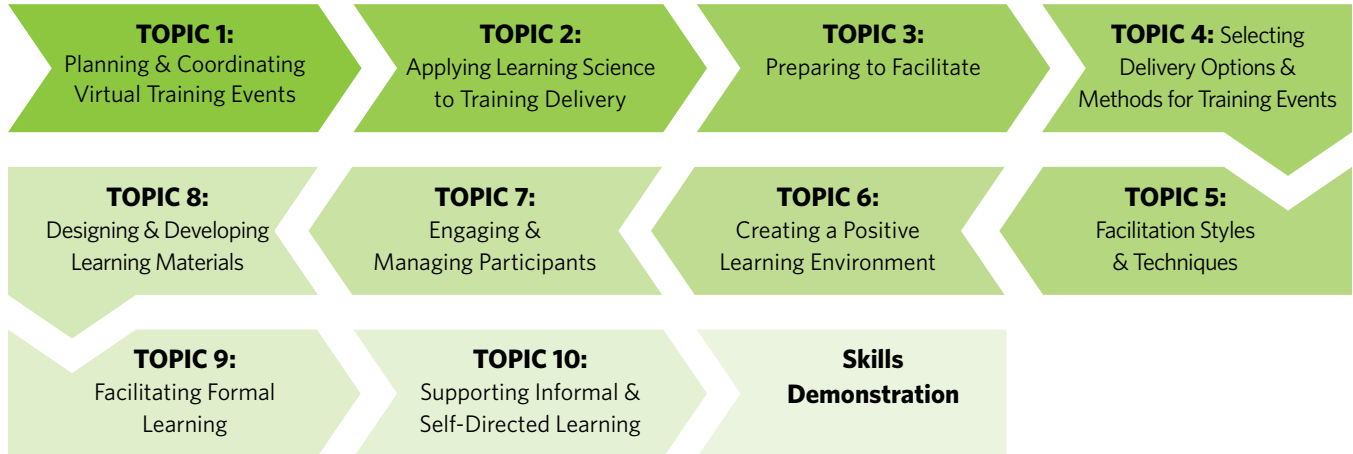 TOPIC 1:
Planning & Coordinating
Virtual Training Events
TOPIC 2:
Applying Learning Science
to Training Delivery
TOPIC 3:
Preparing to Facilitate
TOPIC 4: Selecting
Delivery Options &
Methods for Training Events
TOPIC 5:
Facilitation Styles
& Techniques
TOPIC 6:
Creating a Positive
Learning Environment
TOPIC 7:
Engaging &
Managing Participants
TOPIC 8:
Designing & Developing
Learning Materials
TOPIC 9:
Facilitating Formal
Learning
TOPIC 10:
Supporting Informal &
Self-Directed Learning
Skills
Demonstration